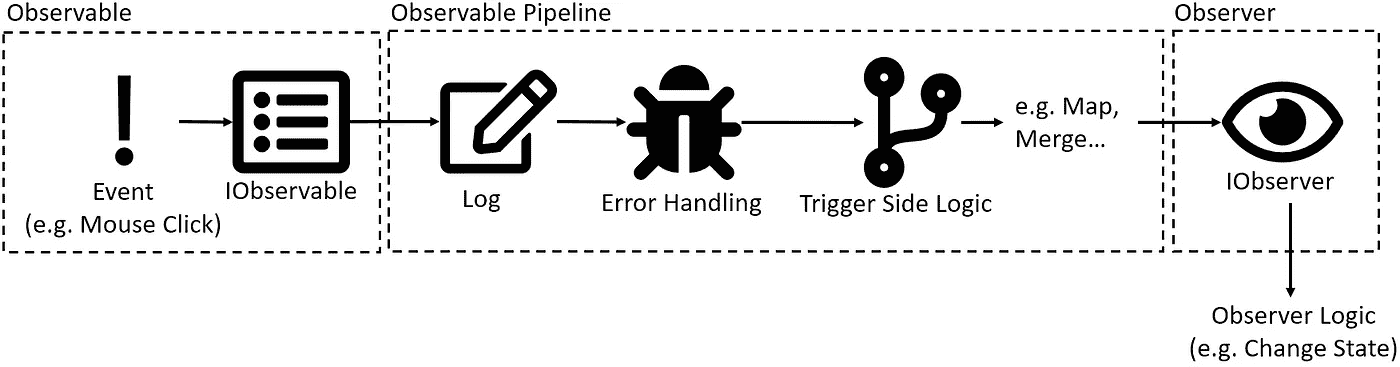 Observable
Observable Pipeline
Observer
Event
(e.g. Mouse Click)
IObservable
Log
Error Handling
Trigger Side Logic
e.g. Map,
Merge...
IObserver
Observer Logic
(e.g. Change State)